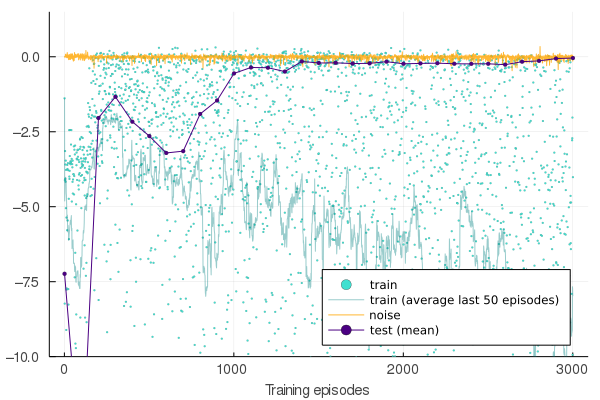 0.0
−2.5
−5.0
−7.5
−10.0
train
train (average last 50 episodes)
noise
test (mean)
0
1000
2000
3000
Training episodes